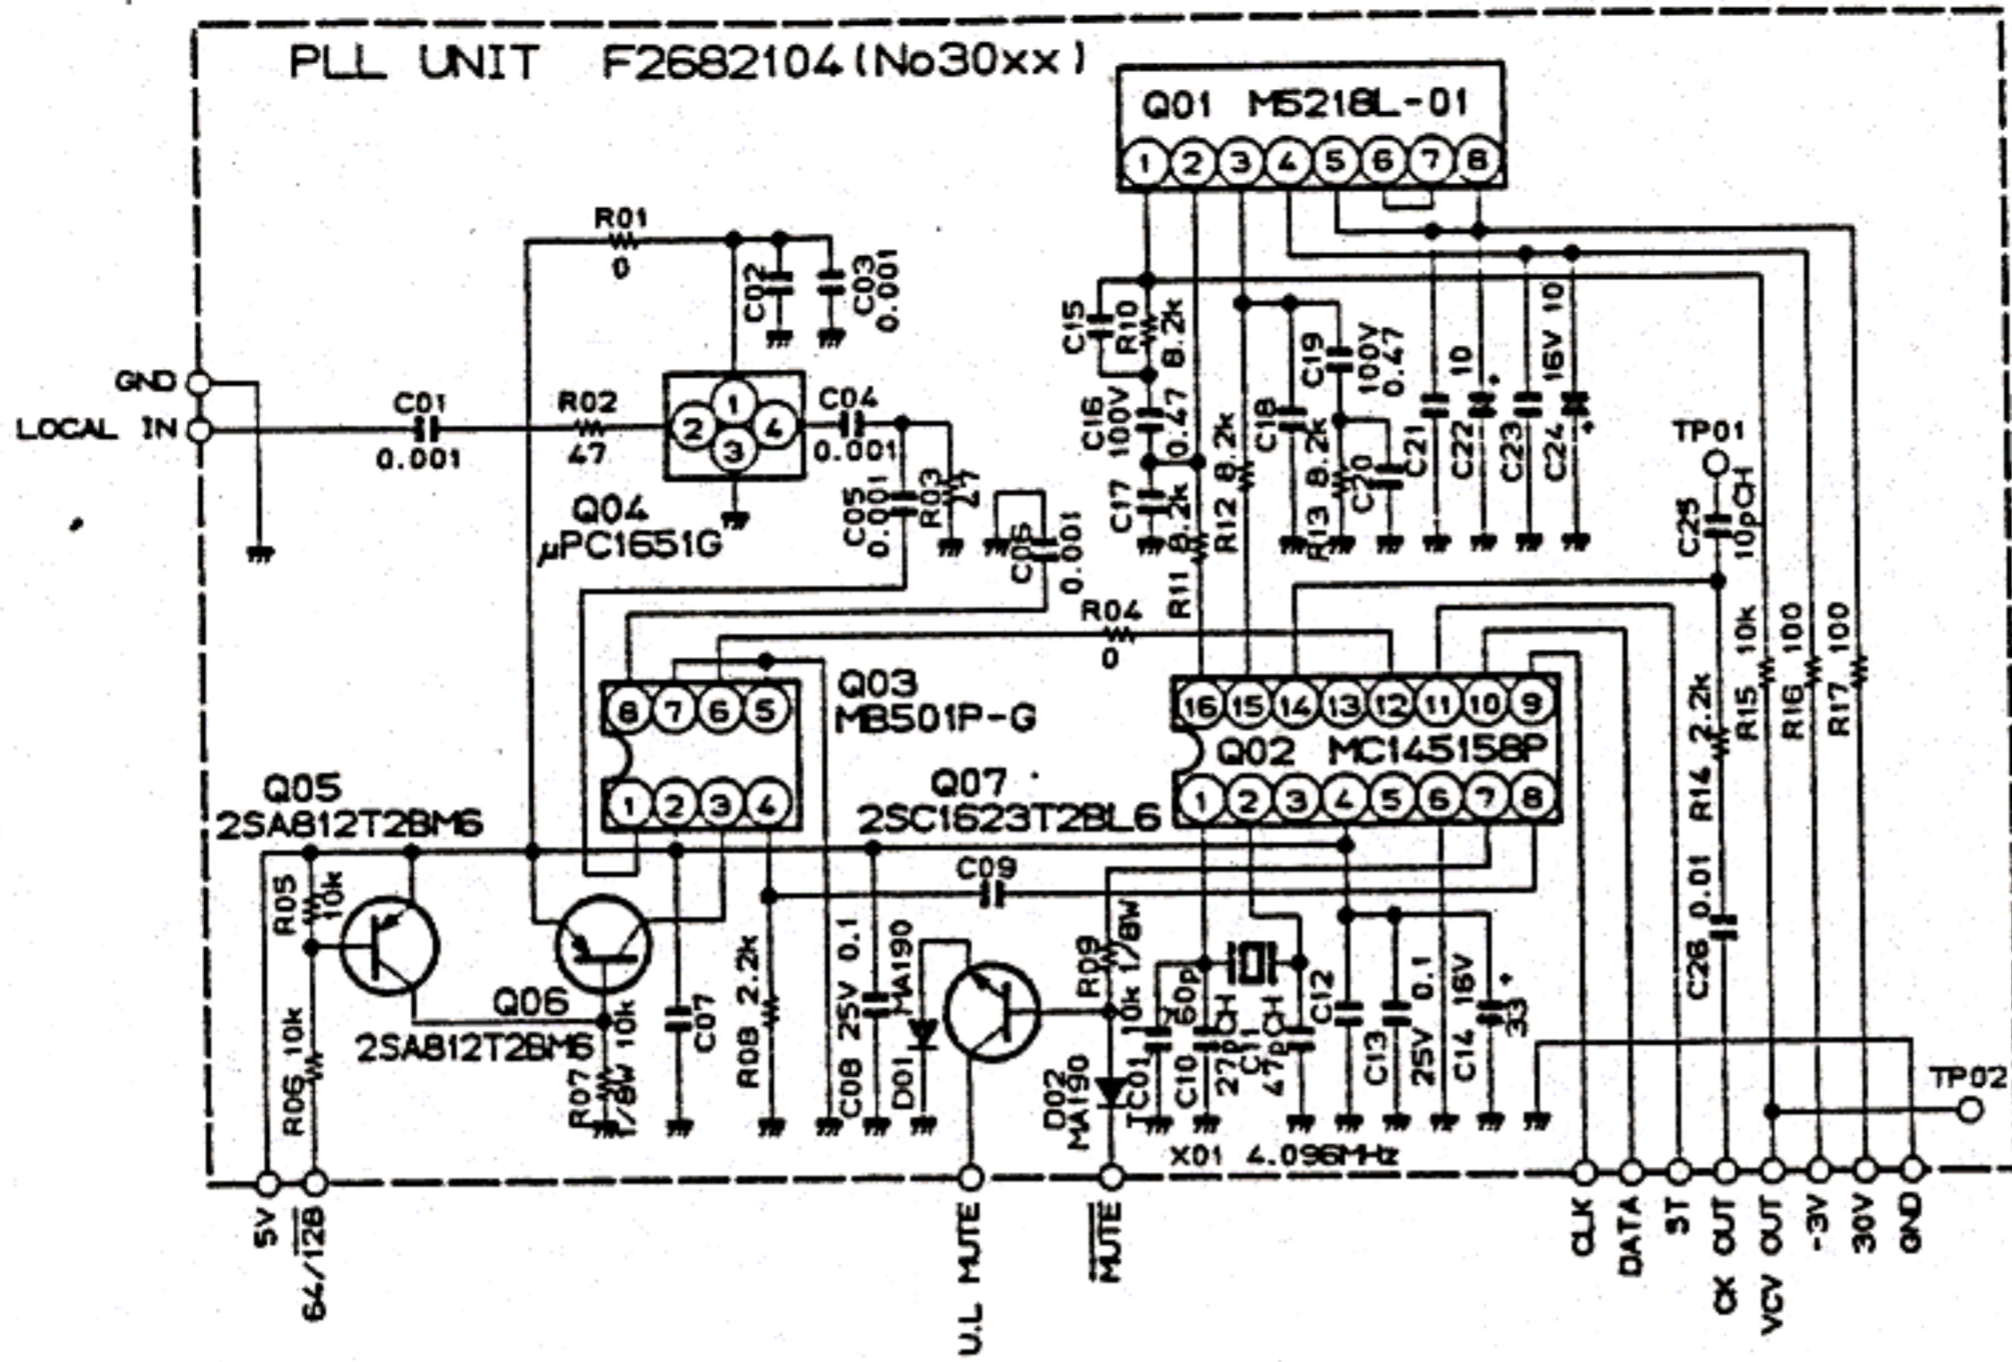 PLL UNIT F2682104(No30xx)
Q01 M5218L-01
1 2 3 4 5 6 7 8
R01
0
C02
C03
0.001
GND
LOCAL IN
C01
0.001
R02
47
1
2
3
4
C04
0.001
Q04
µPC1651G
C05
0.001
R03
47
C06
0.001
C15
R10
8.2k
C16
100V
0.47
C17
R11 8.2k
R12 8.2k
C18
R13 8.2k
C19
100V
0.47
C20
C21
C22 10
+
C23
C24 16V 10
+
TP01
C25
10pCH
R04
0
8 7 6 5
Q03
MB501P-G
1 2 3 4
16 15 14 13 12 11 10 9
Q02 MC145158P
1 2 3 4 5 6 7 8
R14 2.2k
R15 10k
R16 100
R17 100
C26 0.01
Q05
2SA812T2BM6
Q07
2SC1623T2BL6
R05
10k
R06 10k
Q06
2SA812T2BM6
R07
1/8W 10k
C07
R08 2.2k
C08 25V 0.1
C09
D01
MA190
R09
10k 1/8W
D02
MA190
TC01
60p
C10
27pCH
C11
47pCH
C12
C13
25V 0.1
C14 16V
33
+
X01 4.096MHz
TP02
5V
64/128
U.L MUTE
MUTE
CLK
DATA
ST
CK OUT
VCV OUT
-3V
30V
GND